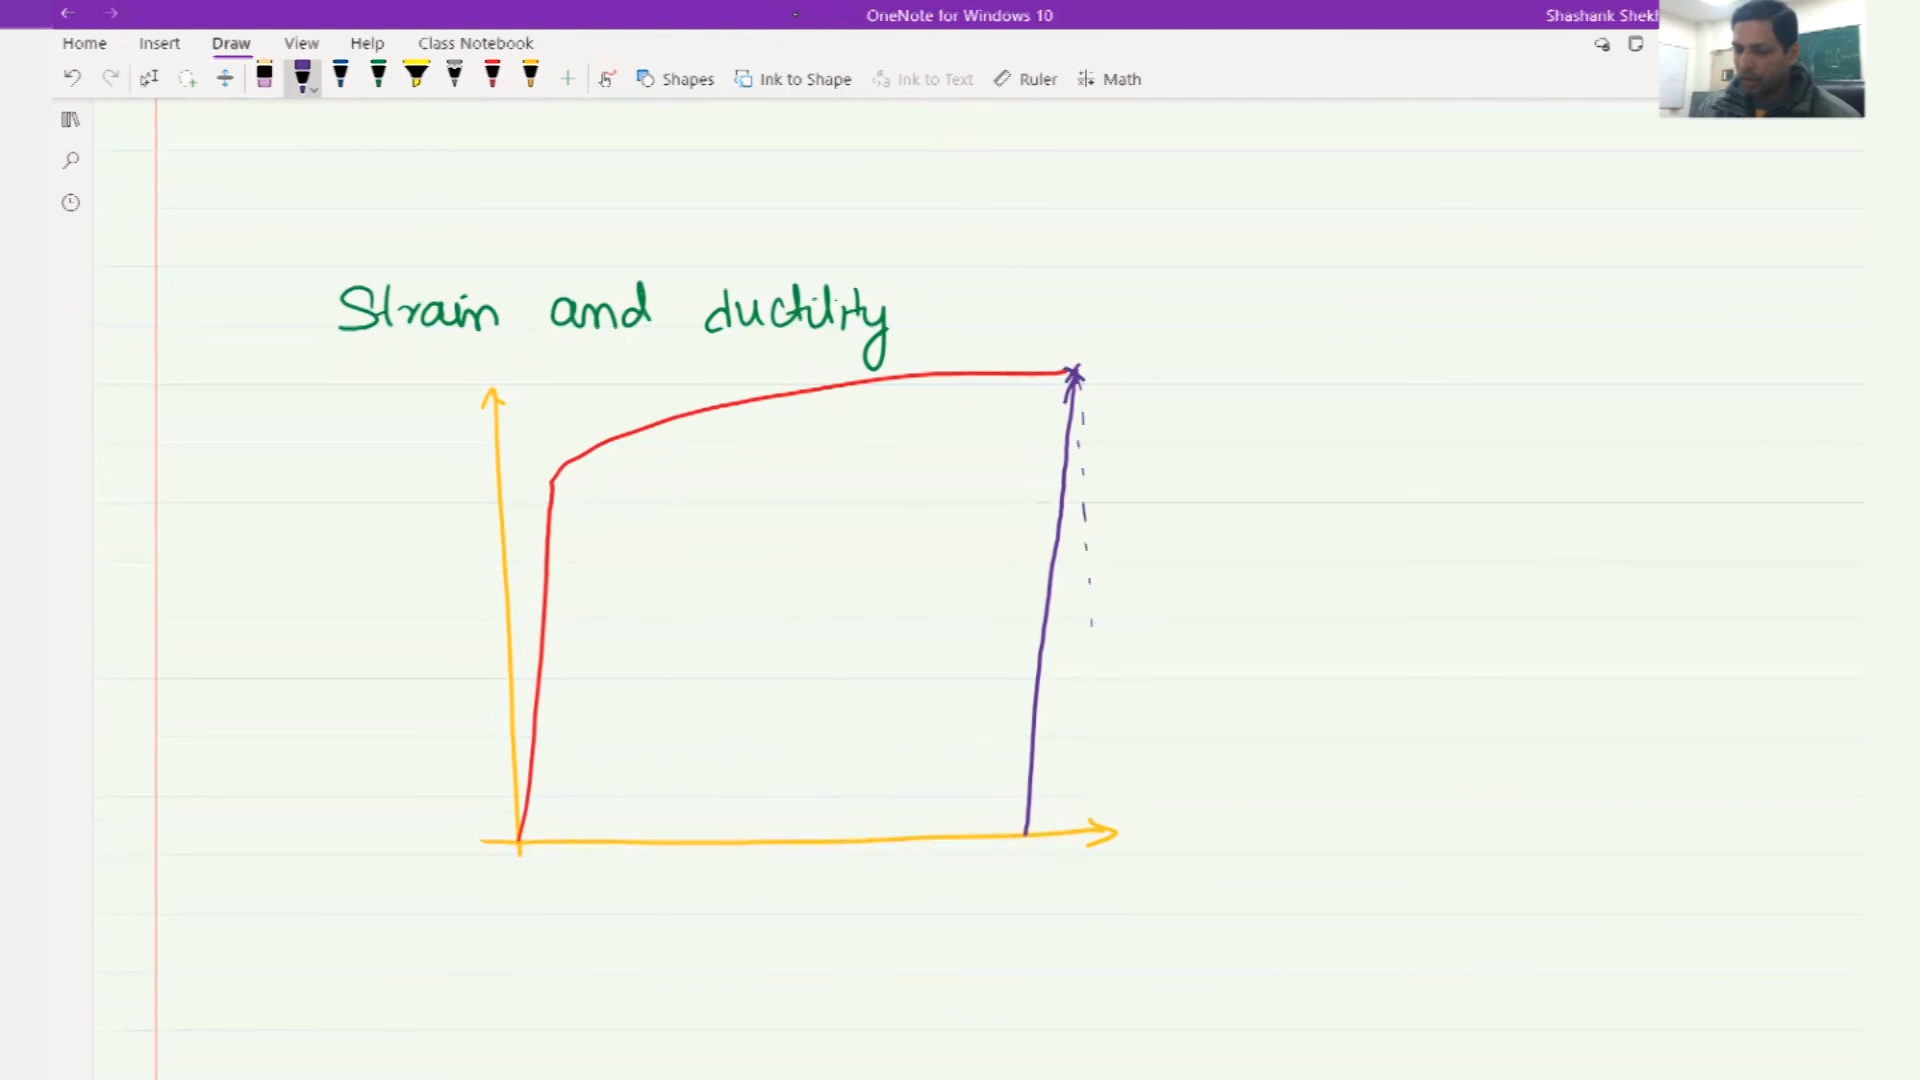 OneNote for Windows 10
Shashank Shekh
Home Insert Draw View Help Class Notebook
Shapes Ink to Shape Ink to Text Ruler Math
Strain and ductility